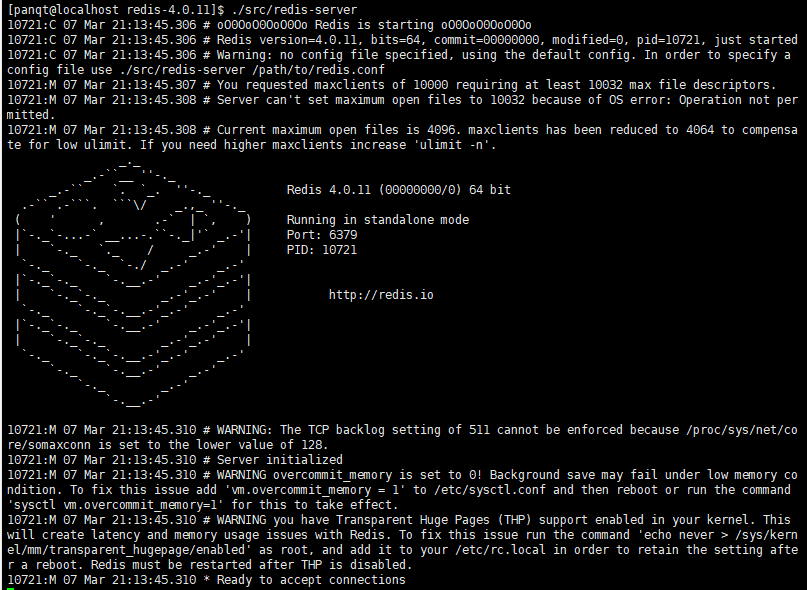 [panqt@localhost redis-4.0.11]$ ./src/redis-server
10721:C 07 Mar 21:13:45.306 # oO0OoO0OoO0Oo Redis is starting oO0OoO0OoO0Oo
10721:C 07 Mar 21:13:45.306 # Redis version=4.0.11, bits=64, commit=00000000, modified=0, pid=10721, just started
10721:C 07 Mar 21:13:45.306 # Warning: no config file specified, using the default config. In order to specify a
config file use ./src/redis-server /path/to/redis.conf
10721:M 07 Mar 21:13:45.307 # You requested maxclients of 10000 requiring at least 10032 max file descriptors.
10721:M 07 Mar 21:13:45.308 # Server can't set maximum open files to 10032 because of OS error: Operation not per
mitted.
10721:M 07 Mar 21:13:45.308 # Current maximum open files is 4096. maxclients has been reduced to 4064 to compensa
te for low ulimit. If you need higher maxclients increase 'ulimit -n'.
Redis 4.0.11 (00000000/0) 64 bit
Running in standalone mode
Port: 6379
PID: 10721
http://redis.io
10721:M 07 Mar 21:13:45.310 # WARNING: The TCP backlog setting of 511 cannot be enforced because /proc/sys/net/co
re/somaxconn is set to the lower value of 128.
10721:M 07 Mar 21:13:45.310 # Server initialized
10721:M 07 Mar 21:13:45.310 # WARNING overcommit_memory is set to 0! Background save may fail under low memory co
ndition. To fix this issue add 'vm.overcommit_memory = 1' to /etc/sysctl.conf and then reboot or run the command
'sysctl vm.overcommit_memory=1' for this to take effect.
10721:M 07 Mar 21:13:45.310 # WARNING you have Transparent Huge Pages (THP) support enabled in your kernel. This
will create latency and memory usage issues with Redis. To fix this issue run the command 'echo never > /sys/kern
el/mm/transparent_hugepage/enabled' as root, and add it to your /etc/rc.local in order to retain the setting afte
r a reboot. Redis must be restarted after THP is disabled.
10721:M 07 Mar 21:13:45.310 * Ready to accept connections